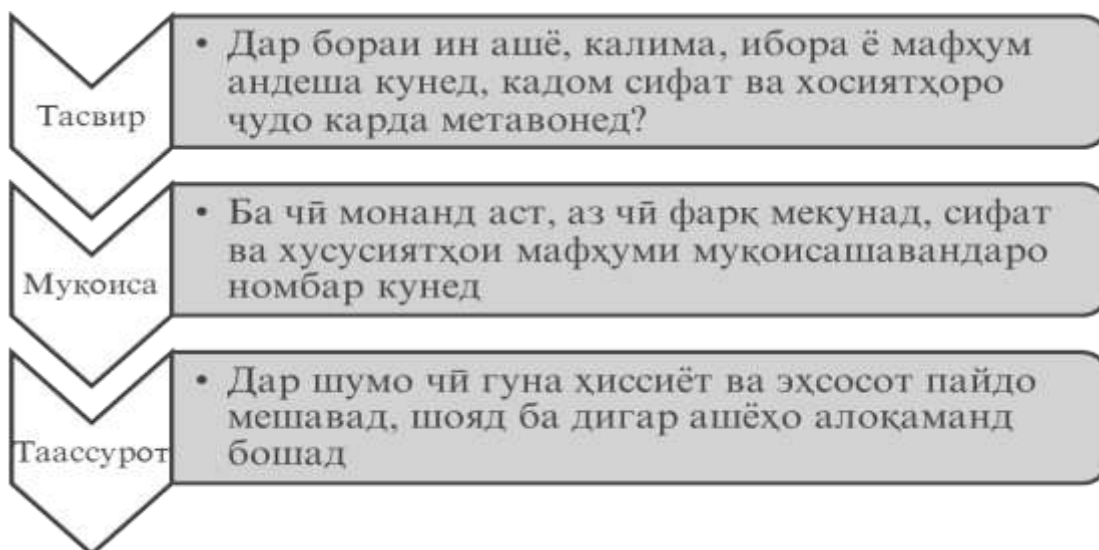 Тасвир
• Дар бораи ин ашё, калима, ибора ё мафҳум
андеша кунед, кадом сифат ва хосиятҳоро
ҷудо карда метавонед?
Муқоиса
• Ба чӣ монанд аст, аз чӣ фарқ мекунад, сифат
ва хусусиятҳои мафҳуми муқоисашавандаро
номбар кунед
Таассурот
• Дар шумо чӣ гуна ҳиссиёт ва эҳсосот пайдо
мешавад, шояд ба дигар ашёҳо алоқаманд
бошад